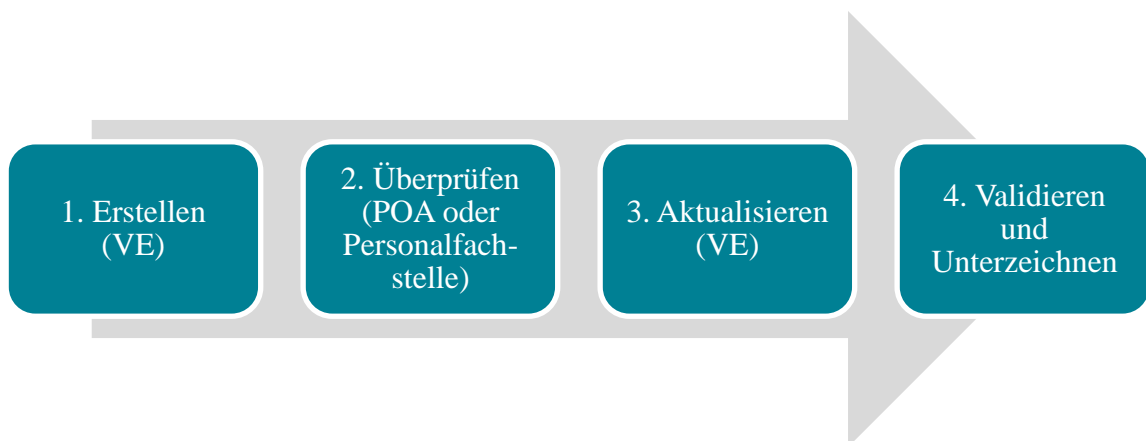 1. Erstellen
(VE)
2. Überprüfen
(POA oder
Personalfach-
stelle)
3. Aktualisieren
(VE)
4. Validieren
und
Unterzeichnen